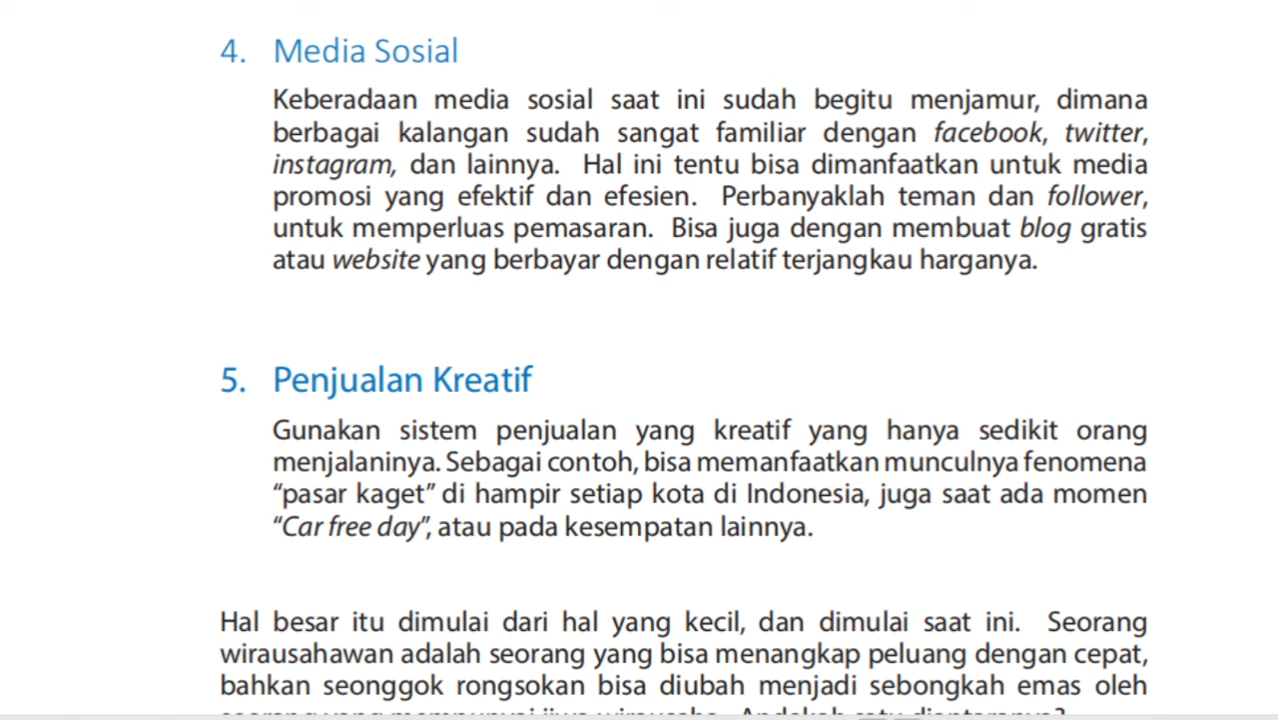 4. Media Sosial
Keberadaan media sosial saat ini sudah begitu menjamur, dimana
berbagai kalangan sudah sangat familiar dengan facebook, twitter,
instagram, dan lainnya. Hal ini tentu bisa dimanfaatkan untuk media
promosi yang efektif dan efesien. Perbanyaklah teman dan follower,
untuk memperluas pemasaran. Bisa juga dengan membuat blog gratis
atau website yang berbayar dengan relatif terjangkau harganya.
5. Penjualan Kreatif
Gunakan sistem penjualan yang kreatif yang hanya sedikit orang
menjalaninya. Sebagai contoh, bisa memanfaatkan munculnya fenomena
“pasar kaget” di hampir setiap kota di Indonesia, juga saat ada momen
“Car free day”, atau pada kesempatan lainnya.
Hal besar itu dimulai dari hal yang kecil, dan dimulai saat ini. Seorang
wirausahawan adalah seorang yang bisa menangkap peluang dengan cepat,
bahkan seonggok rongsokan bisa diubah menjadi sebongkah emas oleh